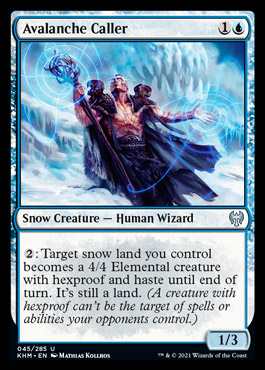 Avalanche Caller 1
Snow Creature — Human Wizard
2: Target snow land you control
becomes a 4/4 Elemental creature
with hexproof and haste until end of
turn. It's still a land. (A creature with
hexproof can't be the target of spells or
abilities your opponents control.)
1/3
045/285 U
KHM • EN MATHIAS KOLLROS
™ & © 2021 Wizards of the Coast